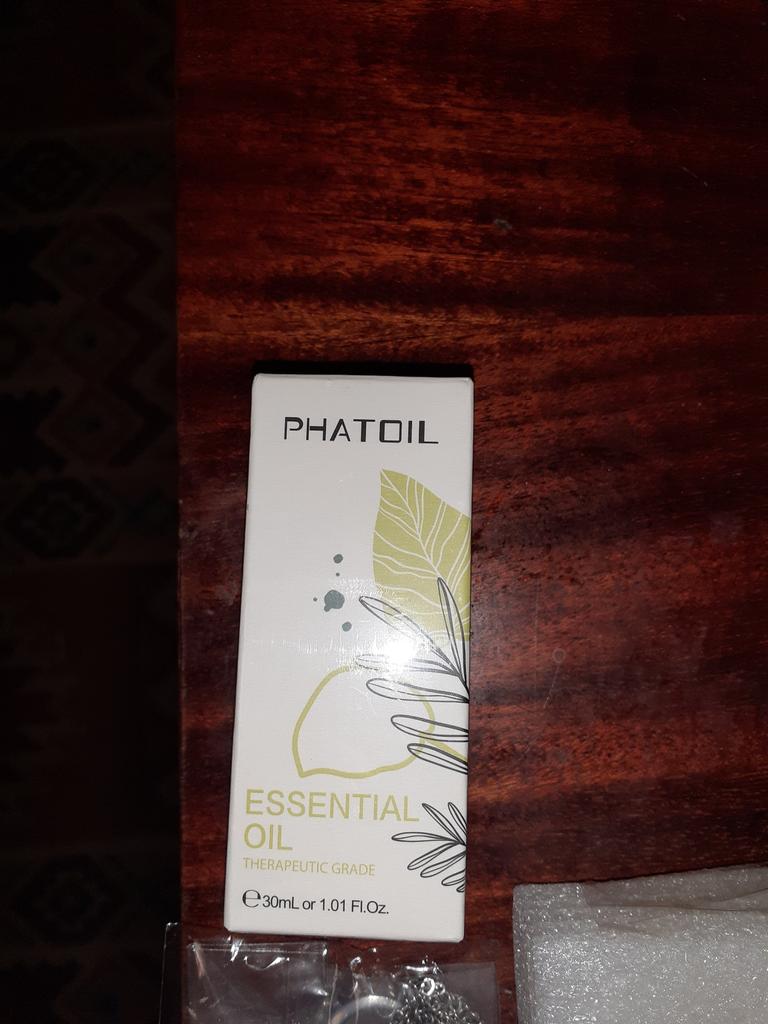 PHATOIL
ESSENTIAL
OIL
THERAPEUTIC GRADE
℮30mL or 1.01 Fl.Oz.